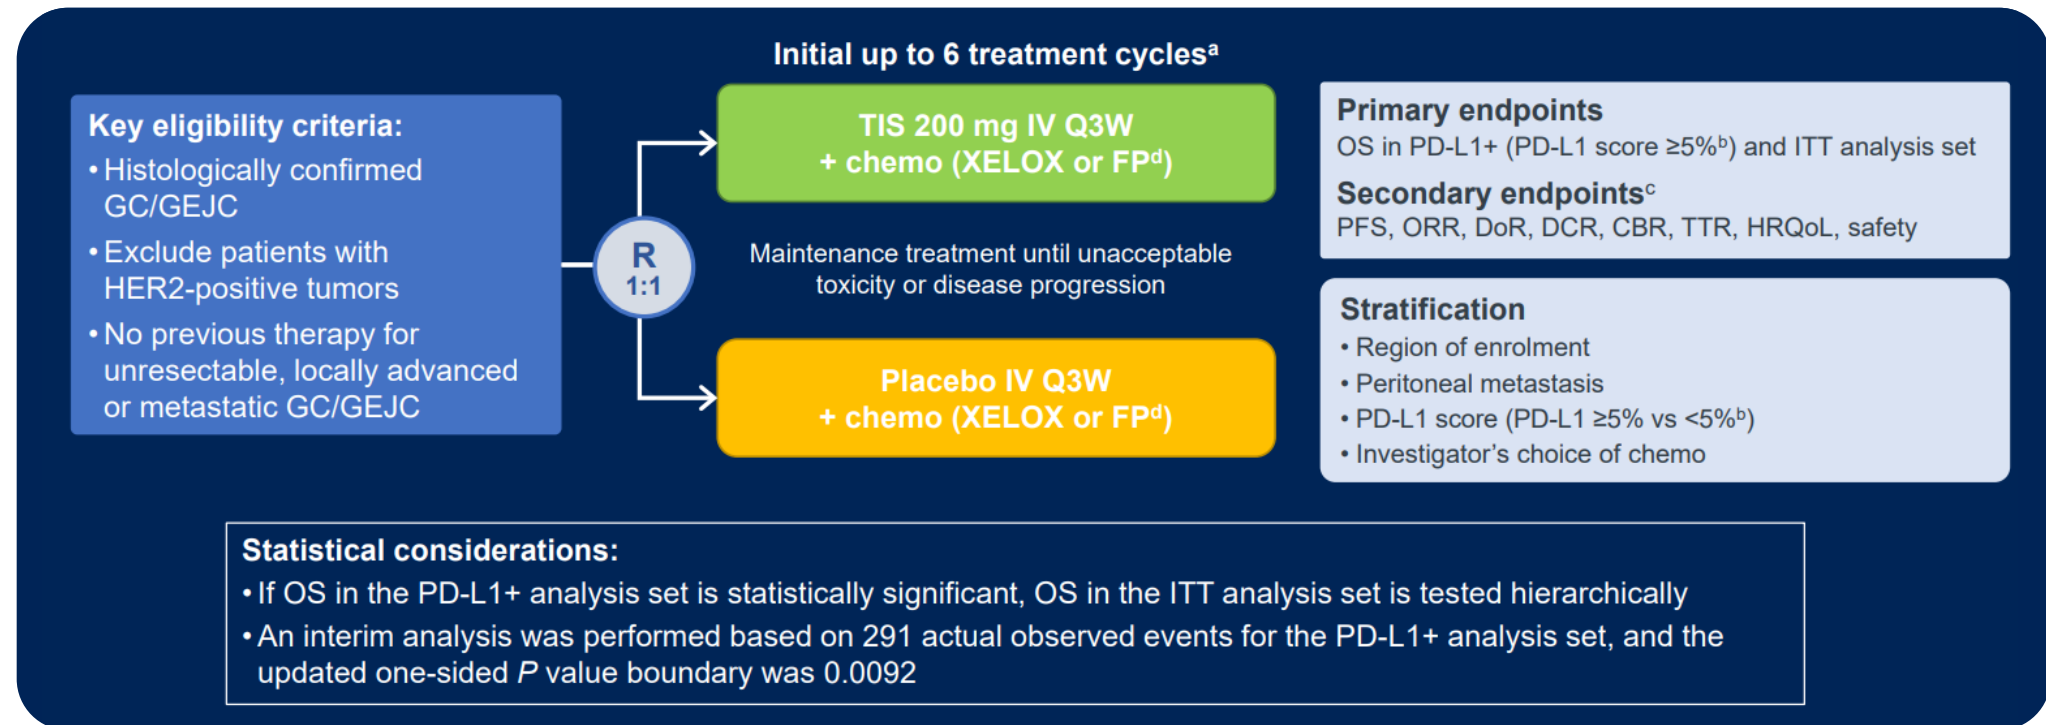 Initial up to 6 treatment cyclesᵃ
Key eligibility criteria:
• Histologically confirmed
GC/GEJC
• Exclude patients with
HER2-positive tumors
• No previous therapy for
unresectable, locally advanced
or metastatic GC/GEJC
R
1:1
TIS 200 mg IV Q3W
+ chemo (XELOX or FPᵈ)
Maintenance treatment until unacceptable
toxicity or disease progression
Placebo IV Q3W
+ chemo (XELOX or FPᵈ)
Primary endpoints
OS in PD-L1+ (PD-L1 score ≥5%ᵇ) and ITT analysis set
Secondary endpointsᶜ
PFS, ORR, DoR, DCR, CBR, TTR, HRQoL, safety
Stratification
• Region of enrolment
• Peritoneal metastasis
• PD-L1 score (PD-L1 ≥5% vs <5%ᵇ)
• Investigator’s choice of chemo
Statistical considerations:
• If OS in the PD-L1+ analysis set is statistically significant, OS in the ITT analysis set is tested hierarchically
• An interim analysis was performed based on 291 actual observed events for the PD-L1+ analysis set, and the
updated one-sided P value boundary was 0.0092